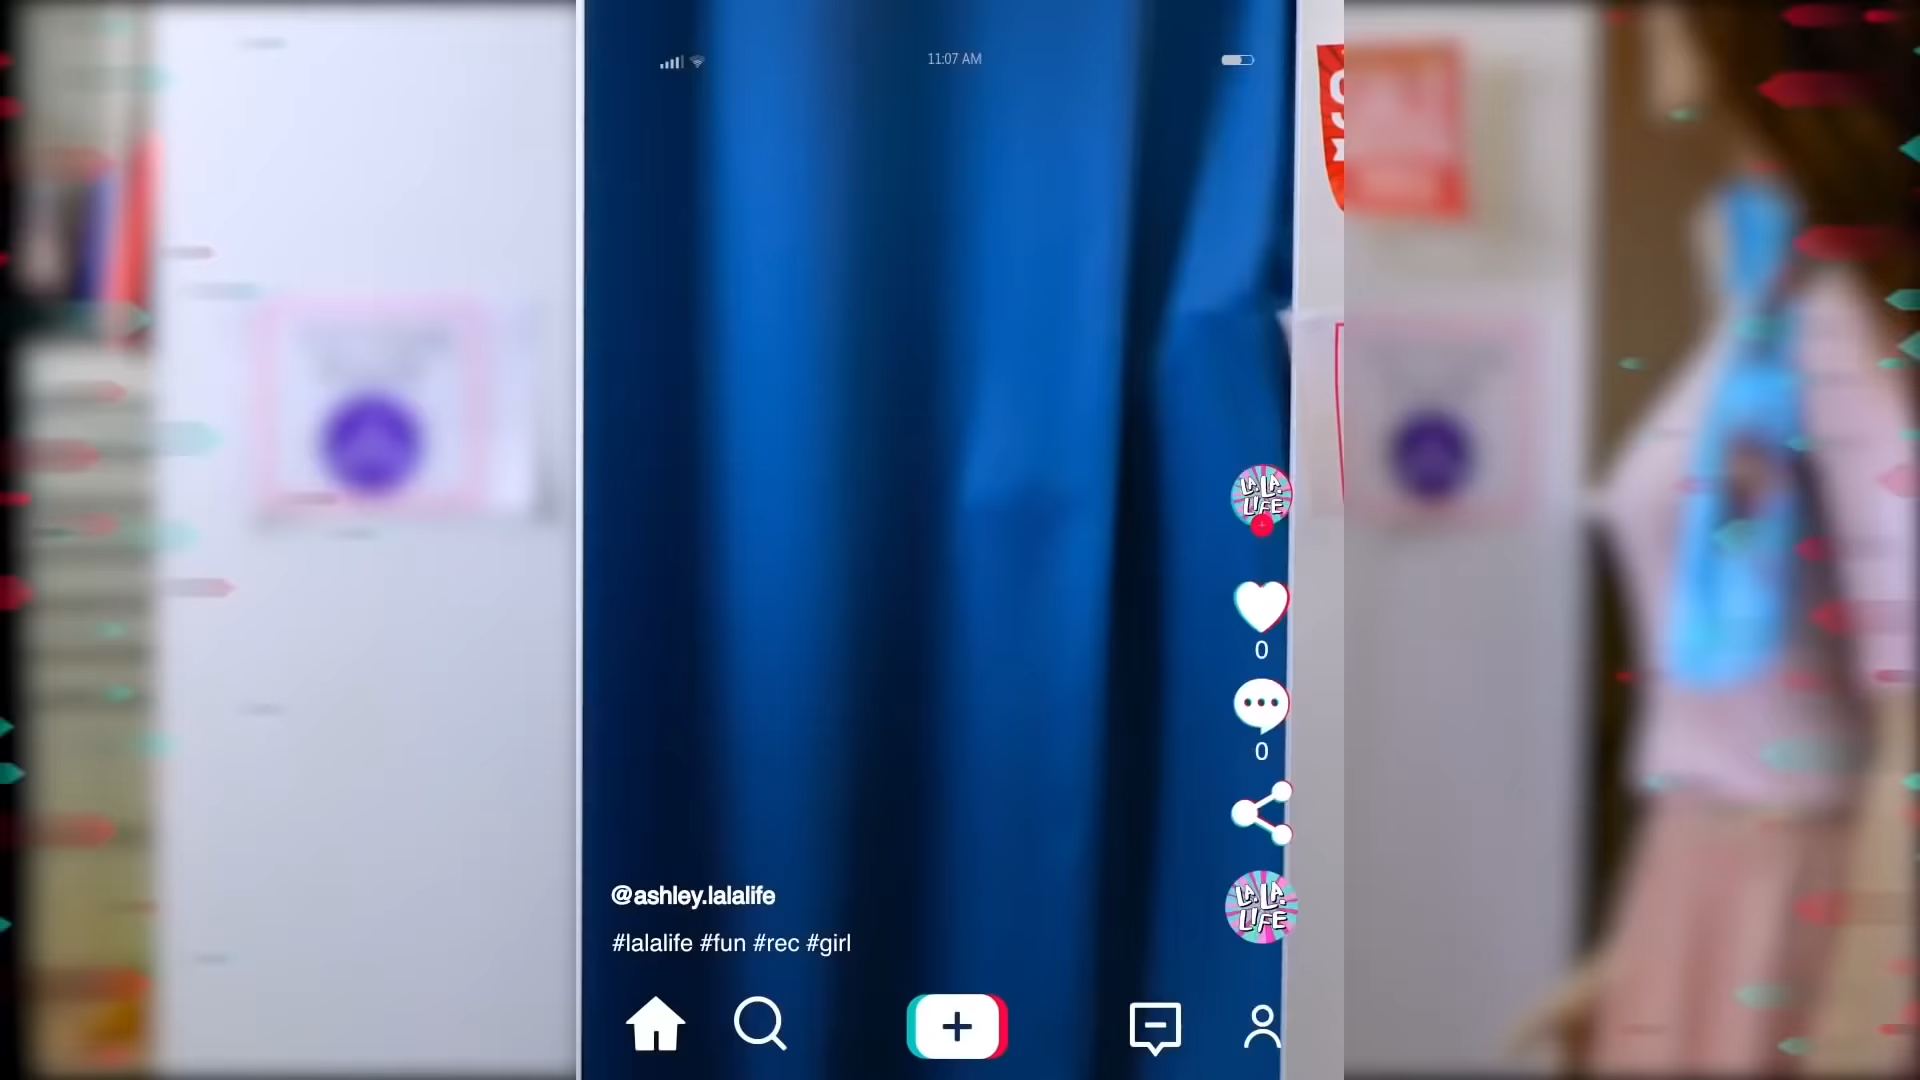 11:07 AM
LA LA
LIFE
0
0
@ashley.lalalife
LA LA
LIFE
#lalalife #fun #rec #girl